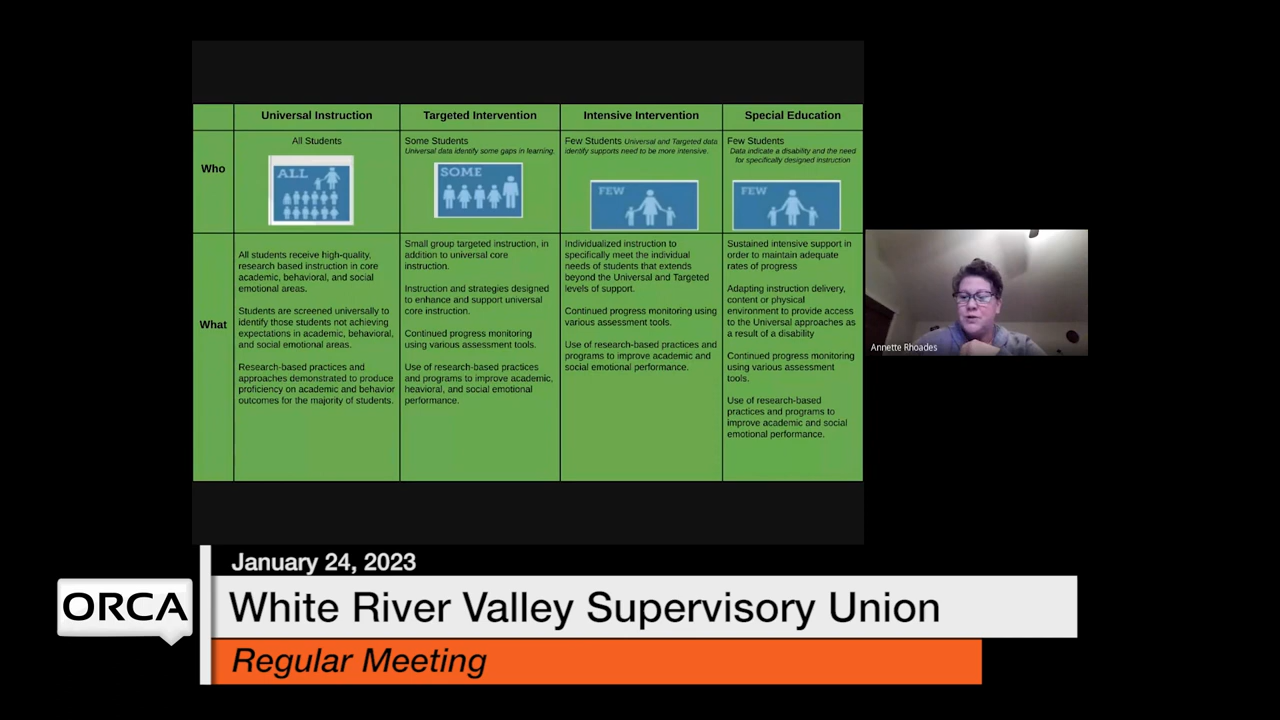 Universal Instruction
Targeted Intervention
Intensive Intervention
Special Education
Who
All Students
ALL
Some Students
Universal data identify some gaps in learning.
SOME
Few Students Universal and Targeted data
identify supports need to be more intensive.
FEW
Few Students
Data indicate a disability and the need
for specifically designed instruction
FEW
What
All students receive high-quality,
research based instruction in core
academic, behavioral, and social
emotional areas.
Students are screened universally to
identify those students not achieving
expectations in academic, behavioral,
and social emotional areas.
Research-based practices and
approaches demonstrated to produce
proficiency on academic and behavior
outcomes for the majority of students.
Small group targeted instruction, in
addition to universal core
instruction.
Instruction and strategies designed
to enhance and support universal
core instruction.
Continued progress monitoring
using various assessment tools.
Use of research-based practices
and programs to improve academic,
heavioral, and social emotional
performance.
Individualized instruction to
specifically meet the individual
needs of students that extends
beyond the Universal and Targeted
levels of support.
Continued progress monitoring using
various assessment tools.
Use of research-based practices and
programs to improve academic and
social emotional performance.
Sustained intensive support in
order to maintain adequate
rates of progress
Adapting instruction delivery,
content or physical
environment to provide access
to the Universal approaches as
a result of a disability
Continued progress monitoring
using various assessment
tools.
Use of research-based
practices and programs to
improve academic and social
emotional performance.
Annette Rhoades
January 24, 2023
ORCA
White River Valley Supervisory Union
Regular Meeting